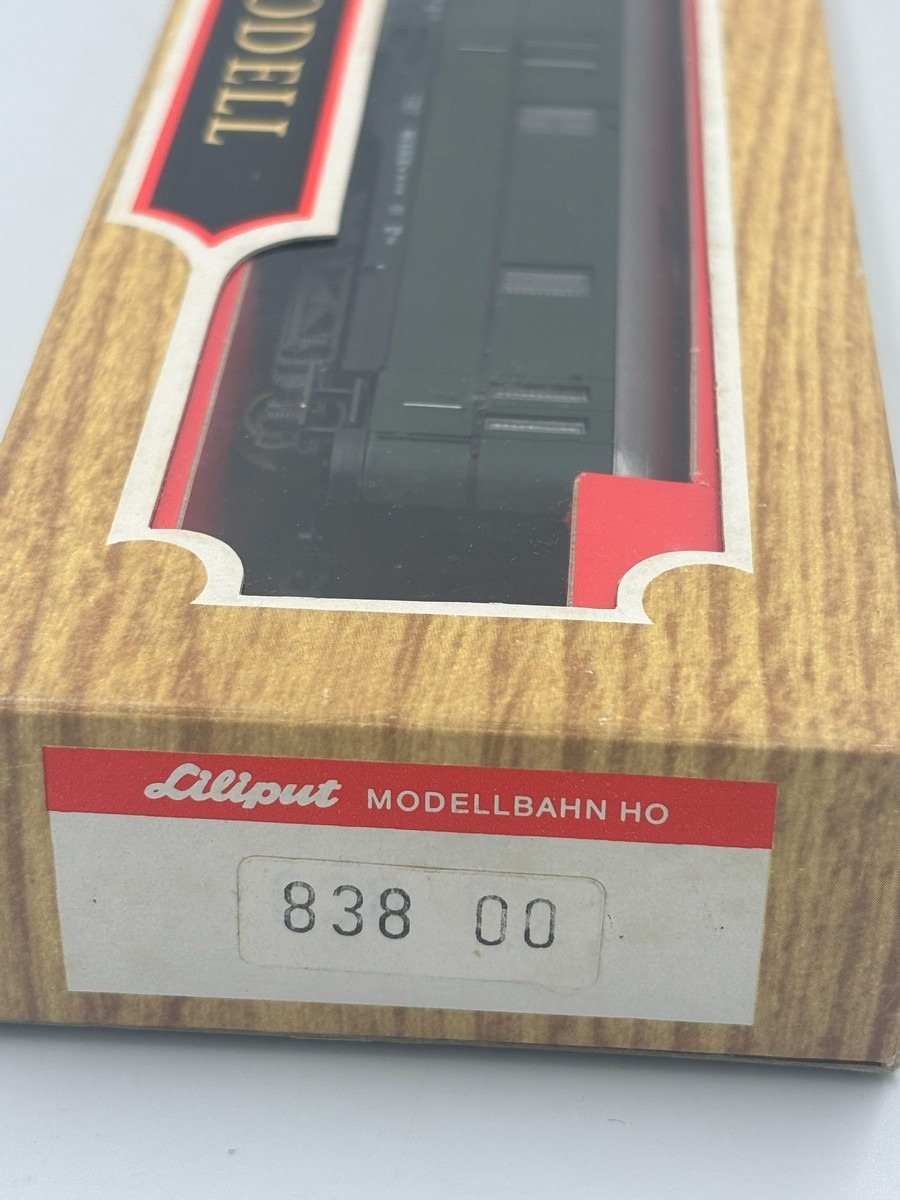 ODELL
Liliput MODELLBAHN HO
838 00